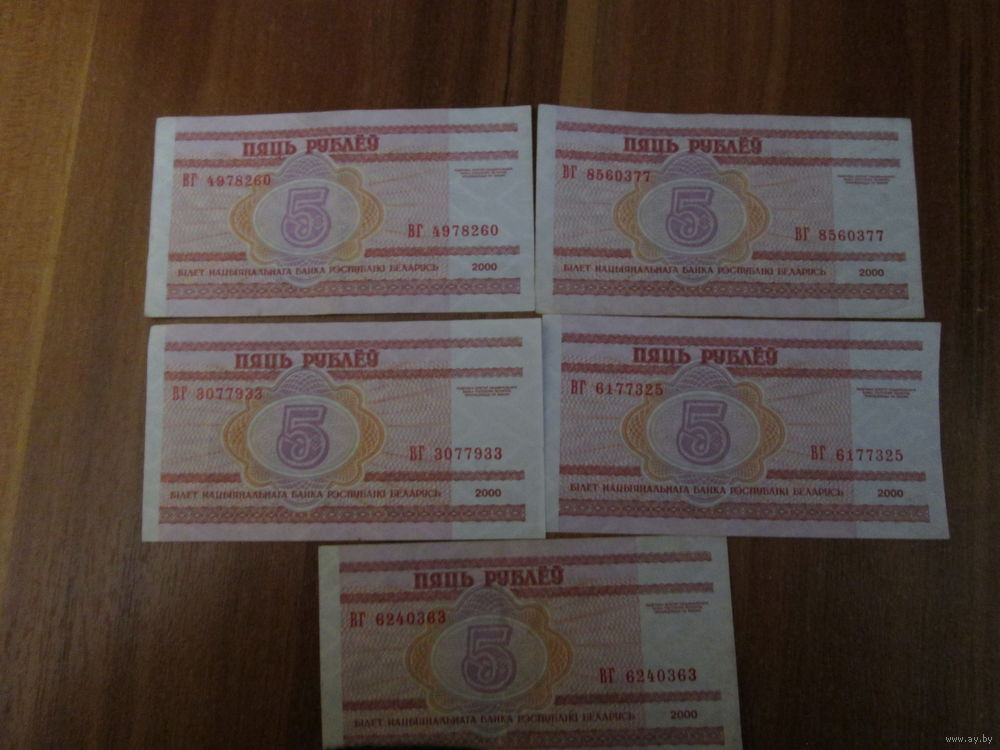 ПЯЦЬ РУБЛЁЎ
ВГ 4978260
5
ВГ 4978260
БІЛЕТ НАЦЫЯНАЛЬНАГА БАНКА РЭСПУБЛІКІ БЕЛАРУСЬ 2000
ПЯЦЬ РУБЛЁЎ
ВГ 8560377
5
ВГ 8560377
БІЛЕТ НАЦЫЯНАЛЬНАГА БАНКА РЭСПУБЛІКІ БЕЛАРУСЬ 2000
ПЯЦЬ РУБЛЁЎ
ВГ 3077933
5
ВГ 3077933
БІЛЕТ НАЦЫЯНАЛЬНАГА БАНКА РЭСПУБЛІКІ БЕЛАРУСЬ 2000
ПЯЦЬ РУБЛЁЎ
ВГ 6177325
5
ВГ 6177325
БІЛЕТ НАЦЫЯНАЛЬНАГА БАНКА РЭСПУБЛІКІ БЕЛАРУСЬ 2000
ПЯЦЬ РУБЛЁЎ
ВГ 6240363
5
ВГ 6240363
БІЛЕТ НАЦЫЯНАЛЬНАГА БАНКА РЭСПУБЛІКІ БЕЛАРУСЬ 2000
www.ay.by